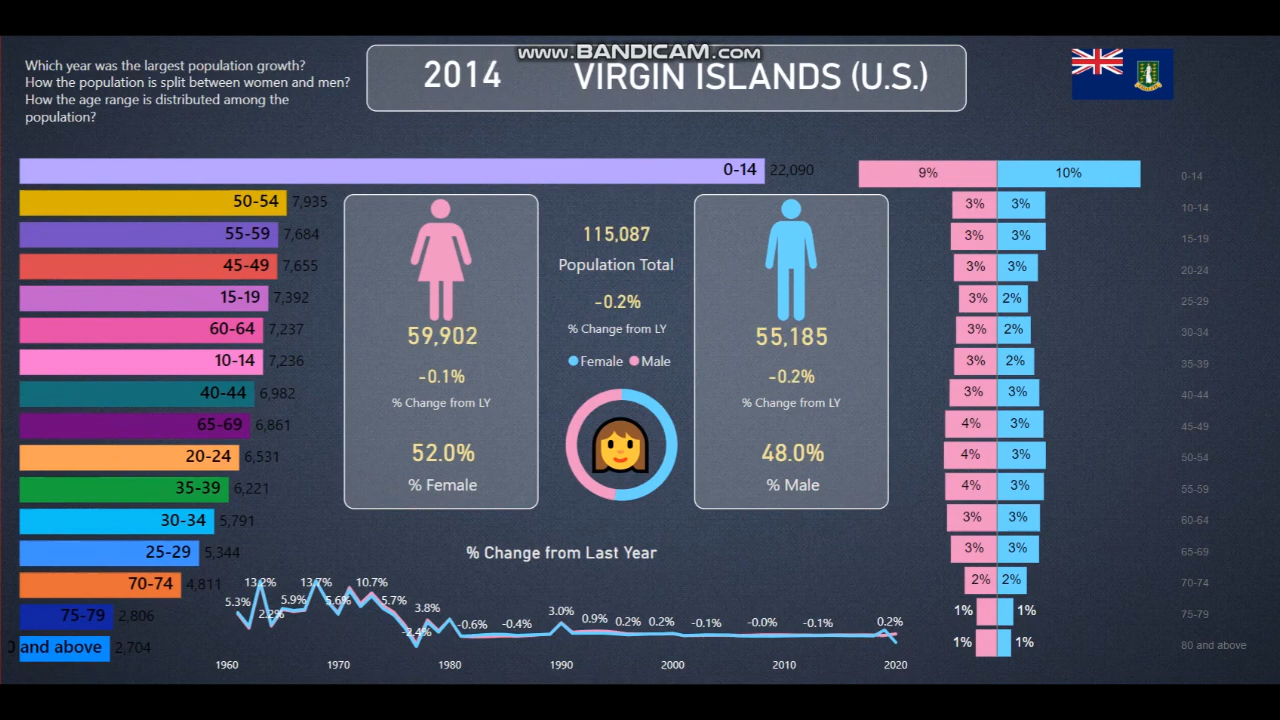 www.BANDICAM.com
Which year was the largest population growth?
How the population is split between women and men?
How the age range is distributed among the
population?
2014 VIRGIN ISLANDS (U.S.)
0-14 22,090
50-54 7,935
55-59 7,684
45-49 7,655
15-19 7,392
60-64 7,237
10-14 7,236
40-44 6,982
65-69 6,861
20-24 6,531
35-39 6,221
30-34 5,791
25-29 5,344
70-74 4,811
75-79 2,806
0 and above 2,704
59,902
-0.1%
% Change from LY
52.0%
% Female
115,087
Population Total
-0.2%
% Change from LY
Female Male
55,185
-0.2%
% Change from LY
48.0%
% Male
9% 10% 0-14
3% 3% 10-14
3% 3% 15-19
3% 3% 20-24
3% 2% 25-29
3% 2% 30-34
3% 2% 35-39
3% 3% 40-44
4% 3% 45-49
4% 3% 50-54
4% 3% 55-59
3% 3% 60-64
3% 3% 65-69
2% 2% 70-74
1% 1% 75-79
1% 1% 80 and above
% Change from Last Year
5.3% 13.2% 2.2% 5.9% 13.7% 5.6% 10.7% 5.7% -2.4% 3.8% -0.6% -0.4% 3.0% 0.9% 0.2% 0.2% -0.1% -0.0% -0.1% 0.2%
1960 1970 1980 1990 2000 2010 2020